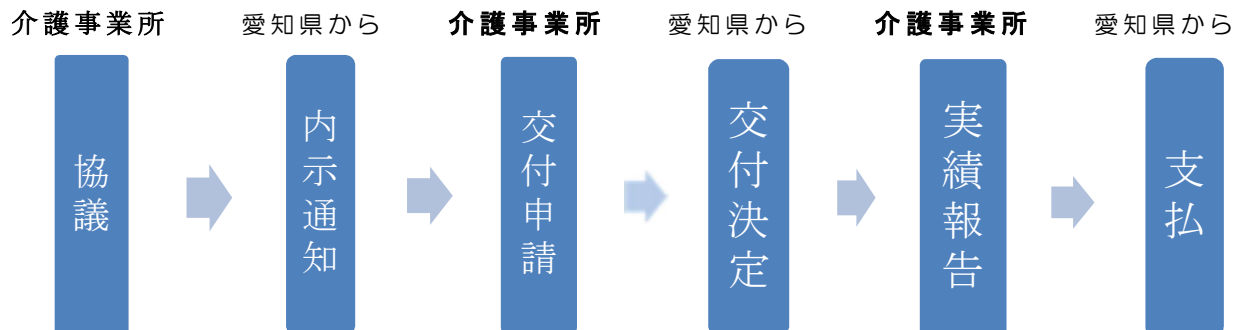 介護事業所 愛知県から 介護事業所 愛知県から 介護事業所 愛知県から
協議
内示通知
交付申請
交付決定
実績報告
支払